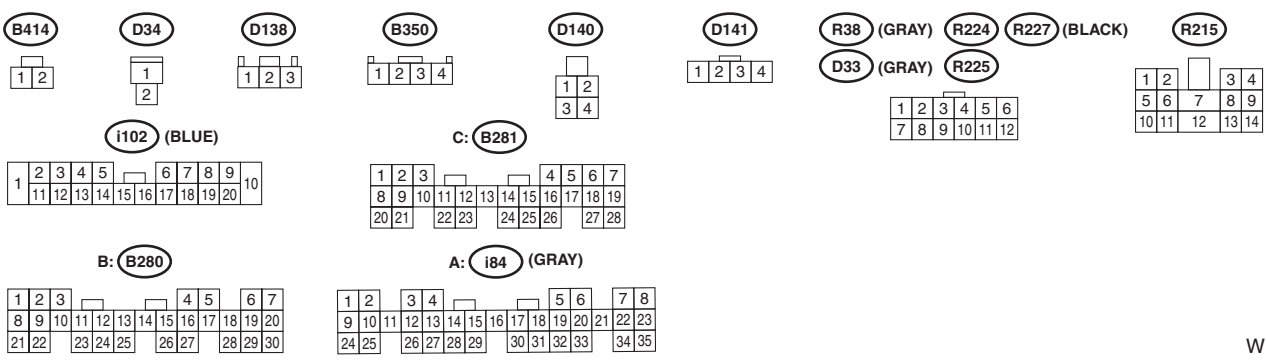 B414 D34 D138 B350 D140 D141 R38 (GRAY) R224 R227 (BLACK) R215
D33 (GRAY) R225
1 2
1
2
1 2 3
1 2 3 4
1 2
3 4
1 2 3 4
1 2 3 4 5 6
7 8 9 10 11 12
1 2 3 4
5 6 7 8 9
10 11 12 13 14
i102 (BLUE)
1 2 3 4 5 6 7 8 9 10
11 12 13 14 15 16 17 18 19 20
C: B281
1 2 3 4 5 6 7
8 9 10 11 12 13 14 15 16 17 18 19
20 21 22 23 24 25 26 27 28
B: B280
1 2 3 4 5 6 7
8 9 10 11 12 13 14 15 16 17 18 19 20
21 22 23 24 25 26 27 28 29 30
A: i84 (GRAY)
1 2 3 4 5 6 7 8
9 10 11 12 13 14 15 16 17 18 19 20 21 22 23
24 25 26 27 28 29 30 31 32 33 34 35
W